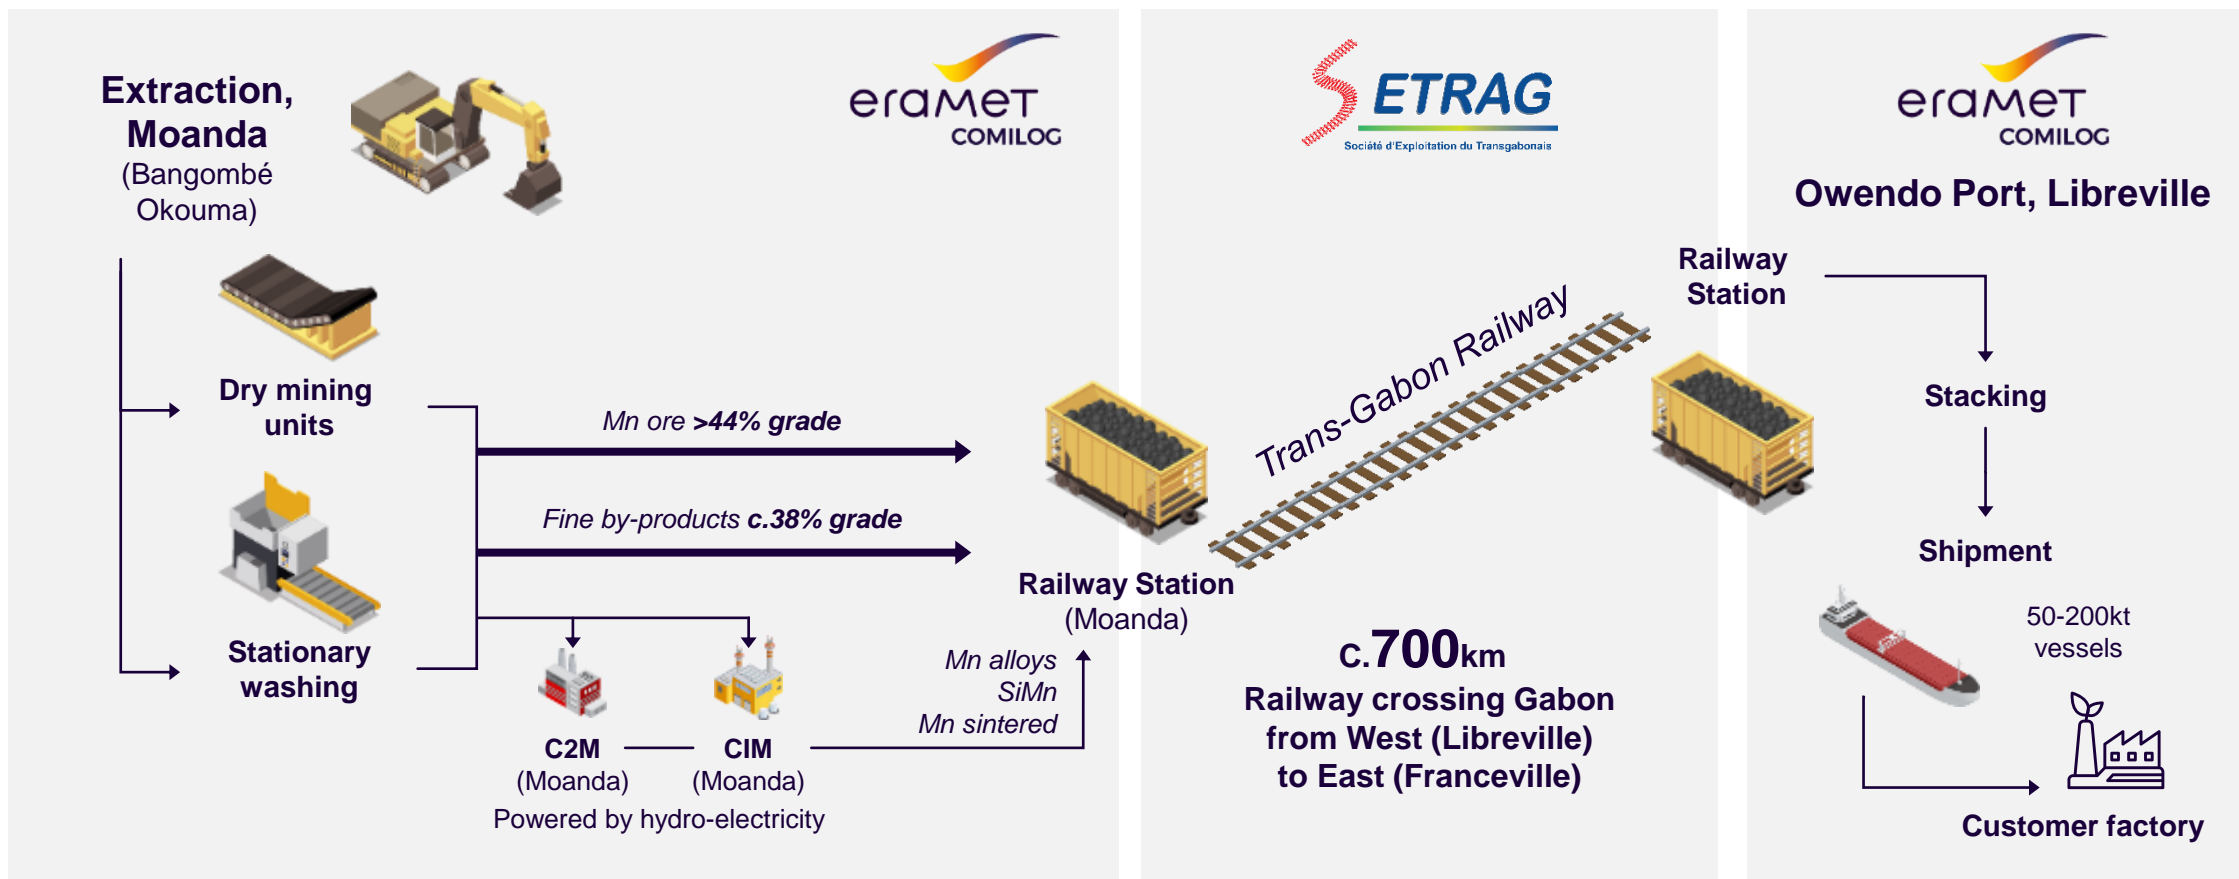 Extraction,
Moanda
(Bangombé
Okouma)
eramet
COMILOG
Dry mining
units
Stationary
washing
Mn ore >44% grade
Fine by-products c.38% grade
C2M
(Moanda)
CIM
(Moanda)
Powered by hydro-electricity
Mn alloys
SiMn
Mn sintered
Railway Station
(Moanda)
SETRAG
Société d'Exploitation du Transgabonais
Trans-Gabon Railway
c.700km
Railway crossing Gabon
from West (Libreville)
to East (Franceville)
eramet
COMILOG
Owendo Port, Libreville
Railway
Station
Stacking
Shipment
50-200kt
vessels
Customer factory